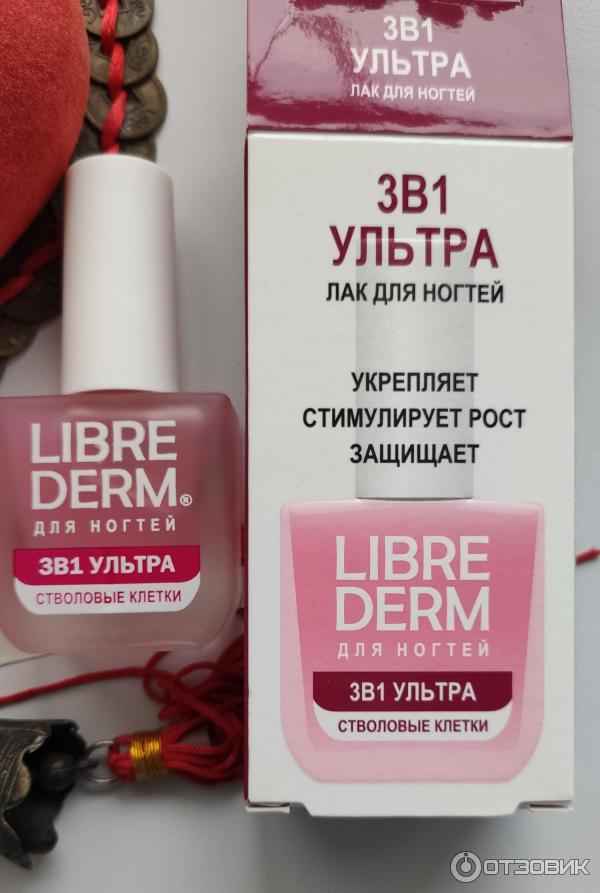 3В1
УЛЬТРА
ЛАК ДЛЯ НОГТЕЙ
3В1
УЛЬТРА
ЛАК ДЛЯ НОГТЕЙ
УКРЕПЛЯЕТ
СТИМУЛИРУЕТ РОСТ
ЗАЩИЩАЕТ
LIBRE
DERM®
ДЛЯ НОГТЕЙ
3В1 УЛЬТРА
СТВОЛОВЫЕ КЛЕТКИ
LIBRE
DERM
ДЛЯ НОГТЕЙ
3В1 УЛЬТРА
СТВОЛОВЫЕ КЛЕТКИ
ОТЗОВИК